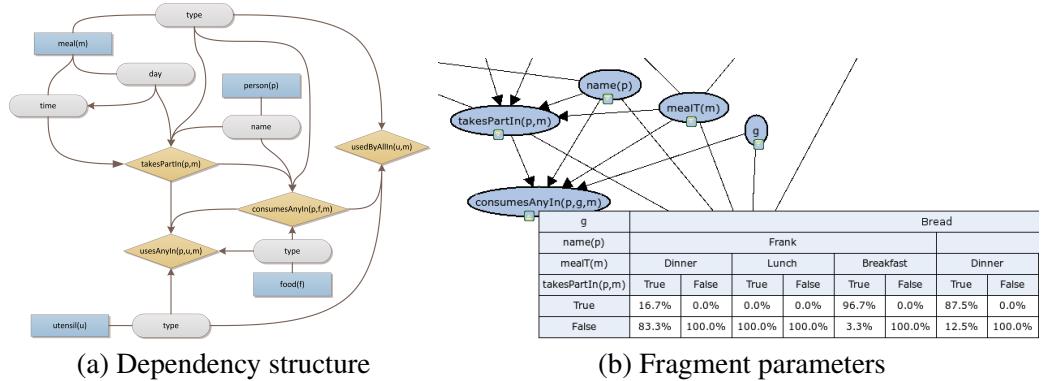 type
meal(m)
day
time
person(p)
name
takesPartIn(p,m)
usedByAllIn(u,m)
consumesAnyIn(p,f,m)
usesAnyIn(p,u,m)
type
food(f)
utensil(u)
type
(a) Dependency structure
name(p)
mealT(m)
takesPartIn(p,m)
g
consumesAnyIn(p,g,m)
g Bread
name(p) Frank
mealT(m) Dinner Lunch Breakfast Dinner
takesPartIn(p,m) True False True False True False True False
True 16.7% 0.0% 0.0% 0.0% 96.7% 0.0% 87.5% 0.0%
False 83.3% 100.0% 100.0% 100.0% 3.3% 100.0% 12.5% 100.0%
(b) Fragment parameters